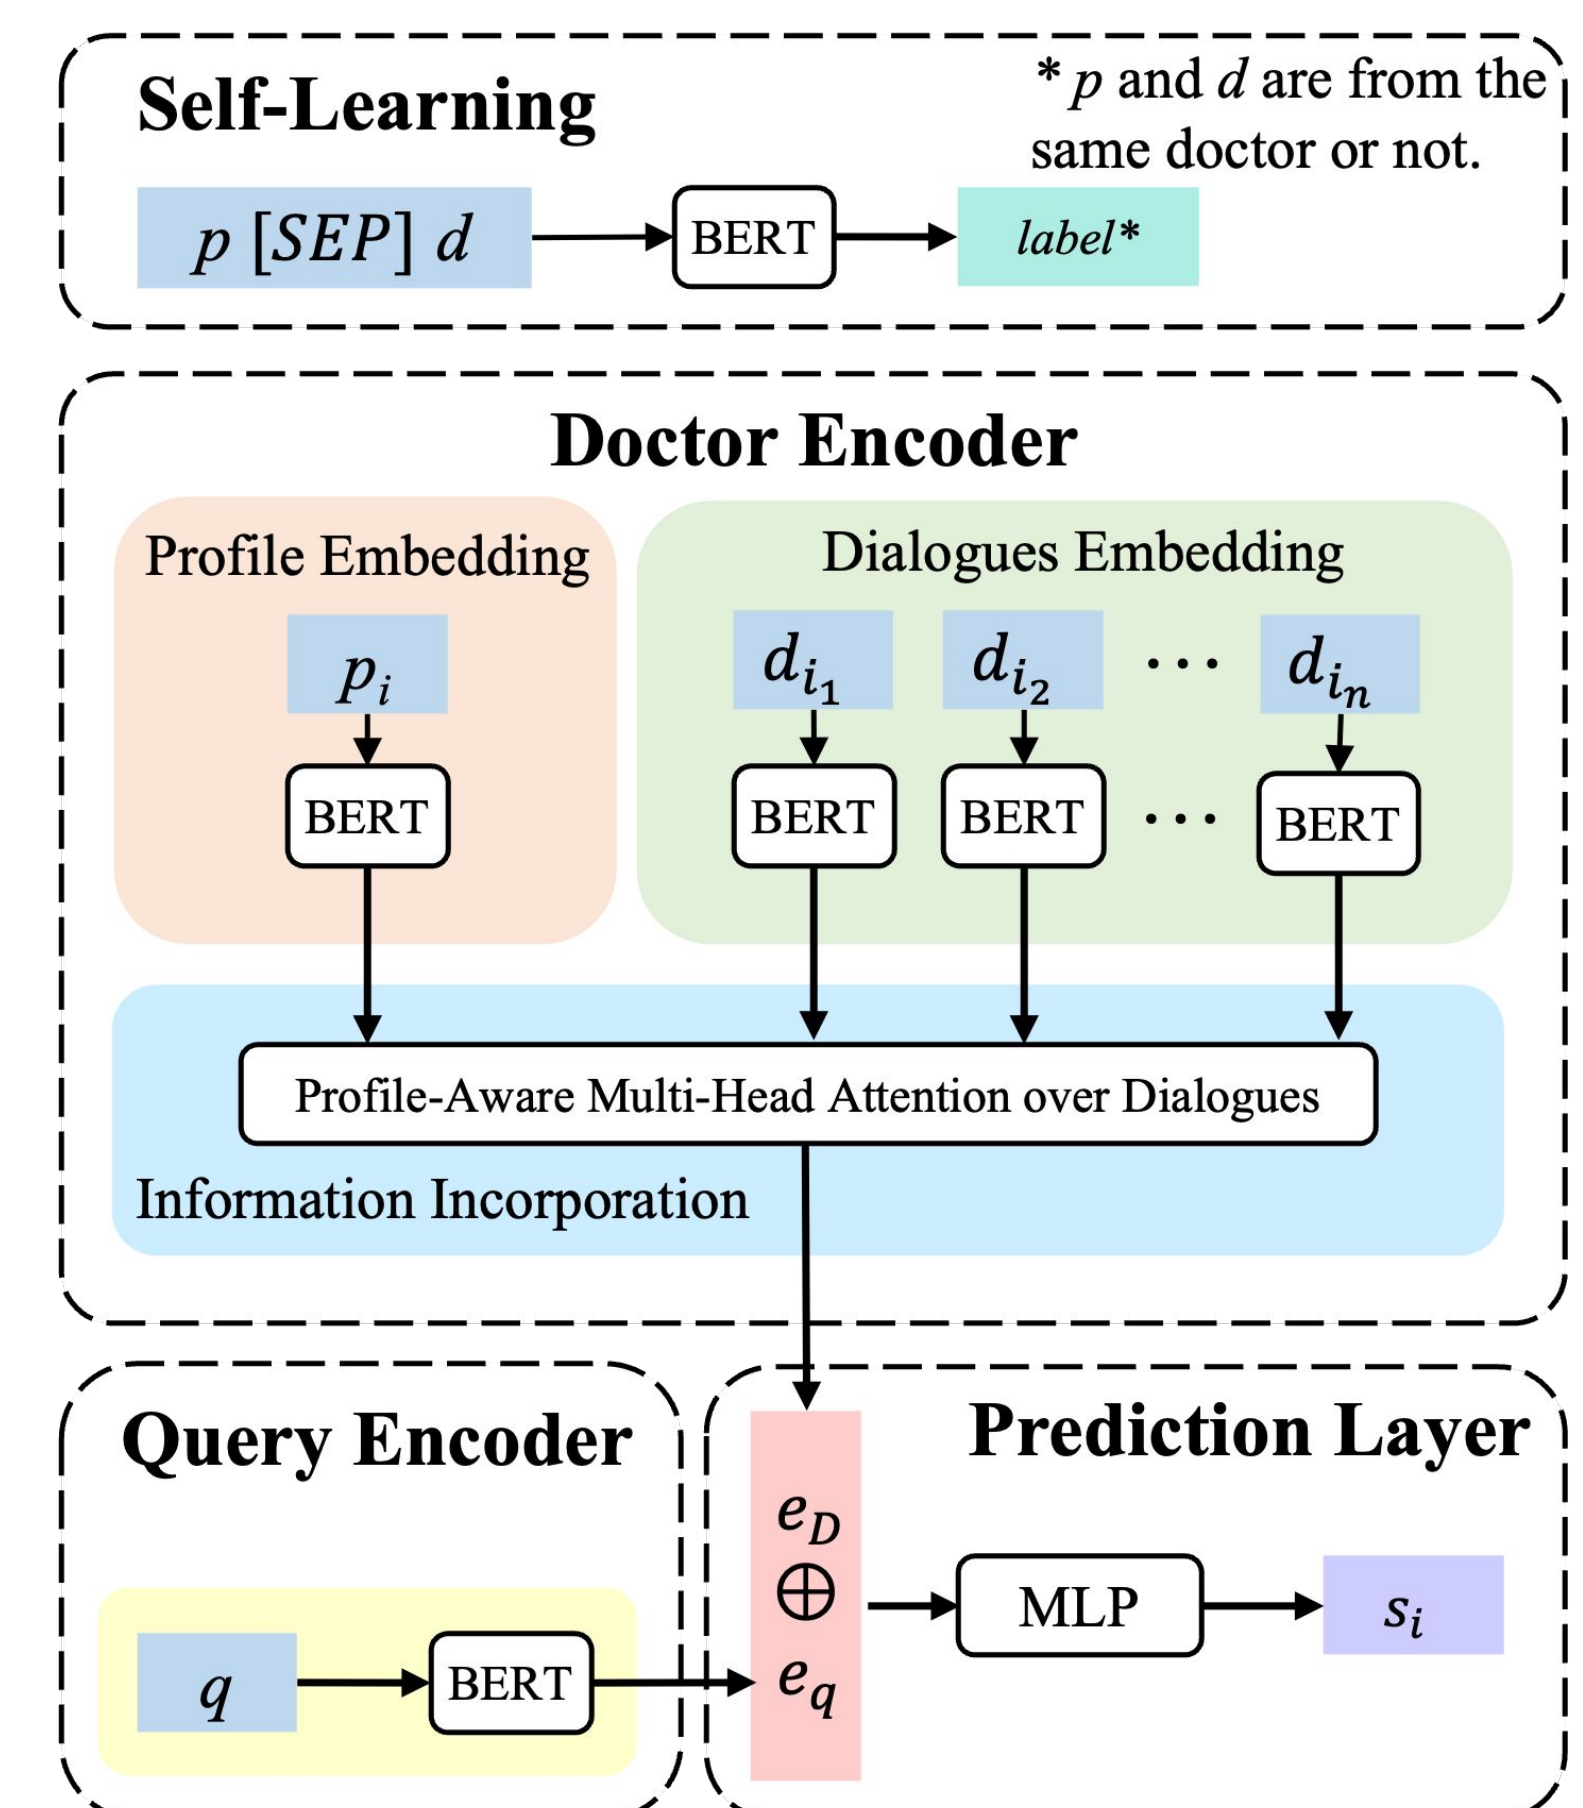 Self-Learning
* p and d are from the
same doctor or not.
p [SEP] d
BERT
label*
Doctor Encoder
Profile Embedding
Dialogues Embedding
p_i
d_{i_1}
d_{i_2}
···
d_{i_n}
BERT
BERT
BERT
···
BERT
Profile-Aware Multi-Head Attention over Dialogues
Information Incorporation
Query Encoder
q
BERT
Prediction Layer
e_D
⊕
e_q
MLP
s_i